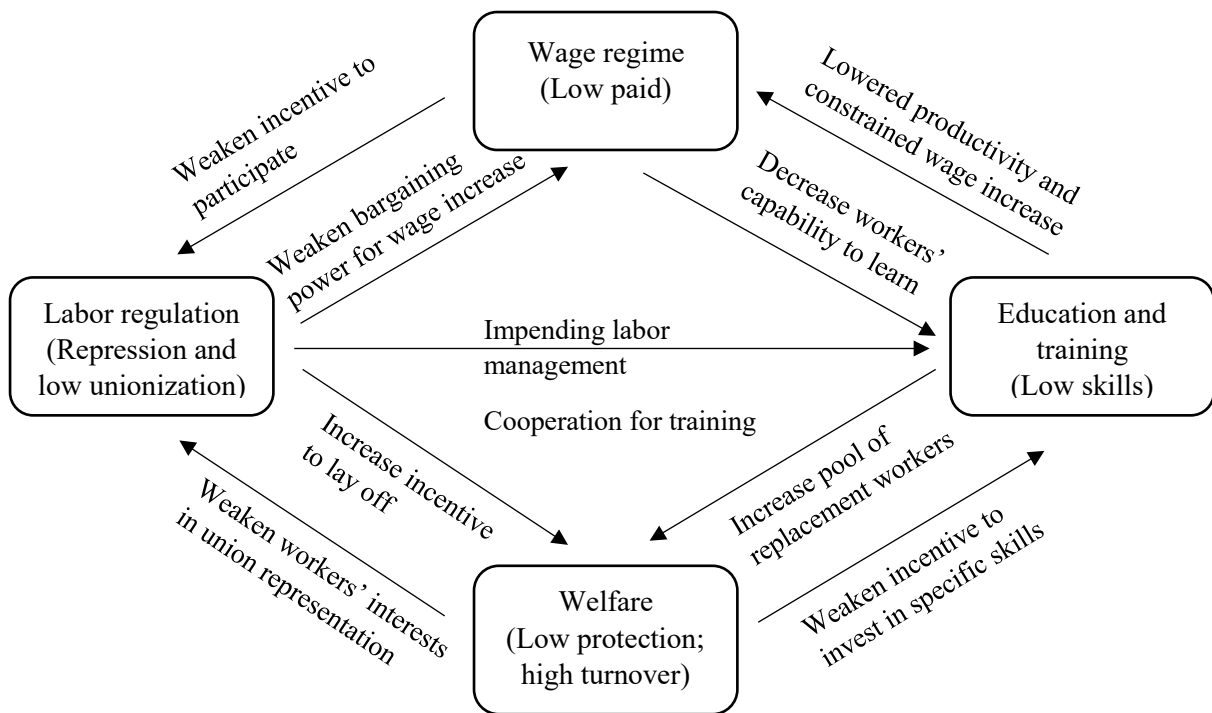 Wage regime
(Low paid)
Weaken incentive to
participate
Weaken bargaining
power for wage increase
Lowered productivity and
constrained wage increase
Decrease workers’
capability to learn
Labor regulation
(Repression and
low unionization)
Impending labor
management
Cooperation for training
Education and
training
(Low skills)
Increase incentive
to lay off
Weaken workers’ interests
in union representation
Increase pool of
replacement workers
Weaken incentive to
invest in specific skills
Welfare
(Low protection;
high turnover)